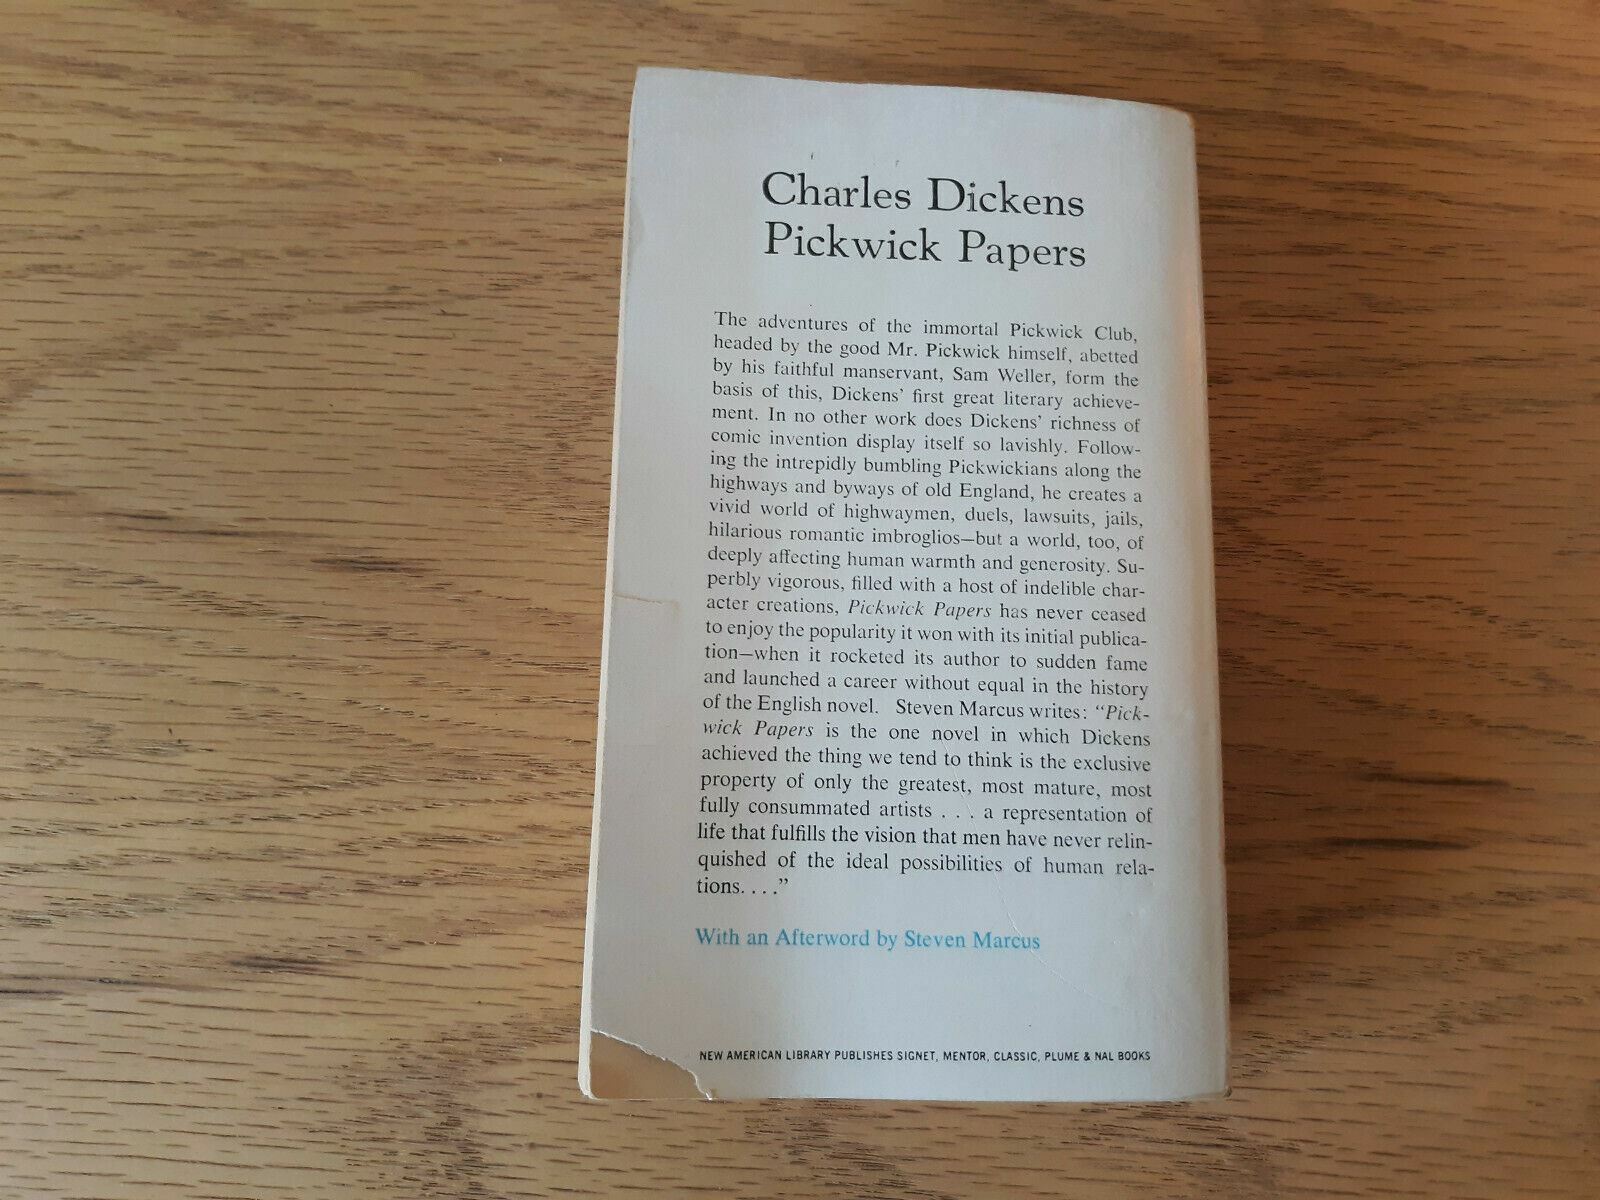 Charles Dickens
Pickwick Papers
The adventures of the immortal Pickwick Club,
headed by the good Mr. Pickwick himself, abetted
by his faithful manservant, Sam Weller, form the
basis of this, Dickens' first great literary achieve-
ment. In no other work does Dickens' richness of
comic invention display itself so lavishly. Follow-
ing the intrepidly bumbling Pickwickians along the
highways and byways of old England, he creates a
vivid world of highwaymen, duels, lawsuits, jails,
hilarious romantic imbroglios—but a world, too, of
deeply affecting human warmth and generosity. Su-
perbly vigorous, filled with a host of indelible char-
acter creations, Pickwick Papers has never ceased
to enjoy the popularity it won with its initial publica-
tion—when it rocketed its author to sudden fame
and launched a career without equal in the history
of the English novel. Steven Marcus writes: “Pick-
wick Papers is the one novel in which Dickens
achieved the thing we tend to think is the exclusive
property of only the greatest, most mature, most
fully consummated artists . . . a representation of
life that fulfills the vision that men have never relin-
quished of the ideal possibilities of human rela-
tions. . . .”
With an Afterword by Steven Marcus
NEW AMERICAN LIBRARY PUBLISHES SIGNET, MENTOR, CLASSIC, PLUME & NAL BOOKS